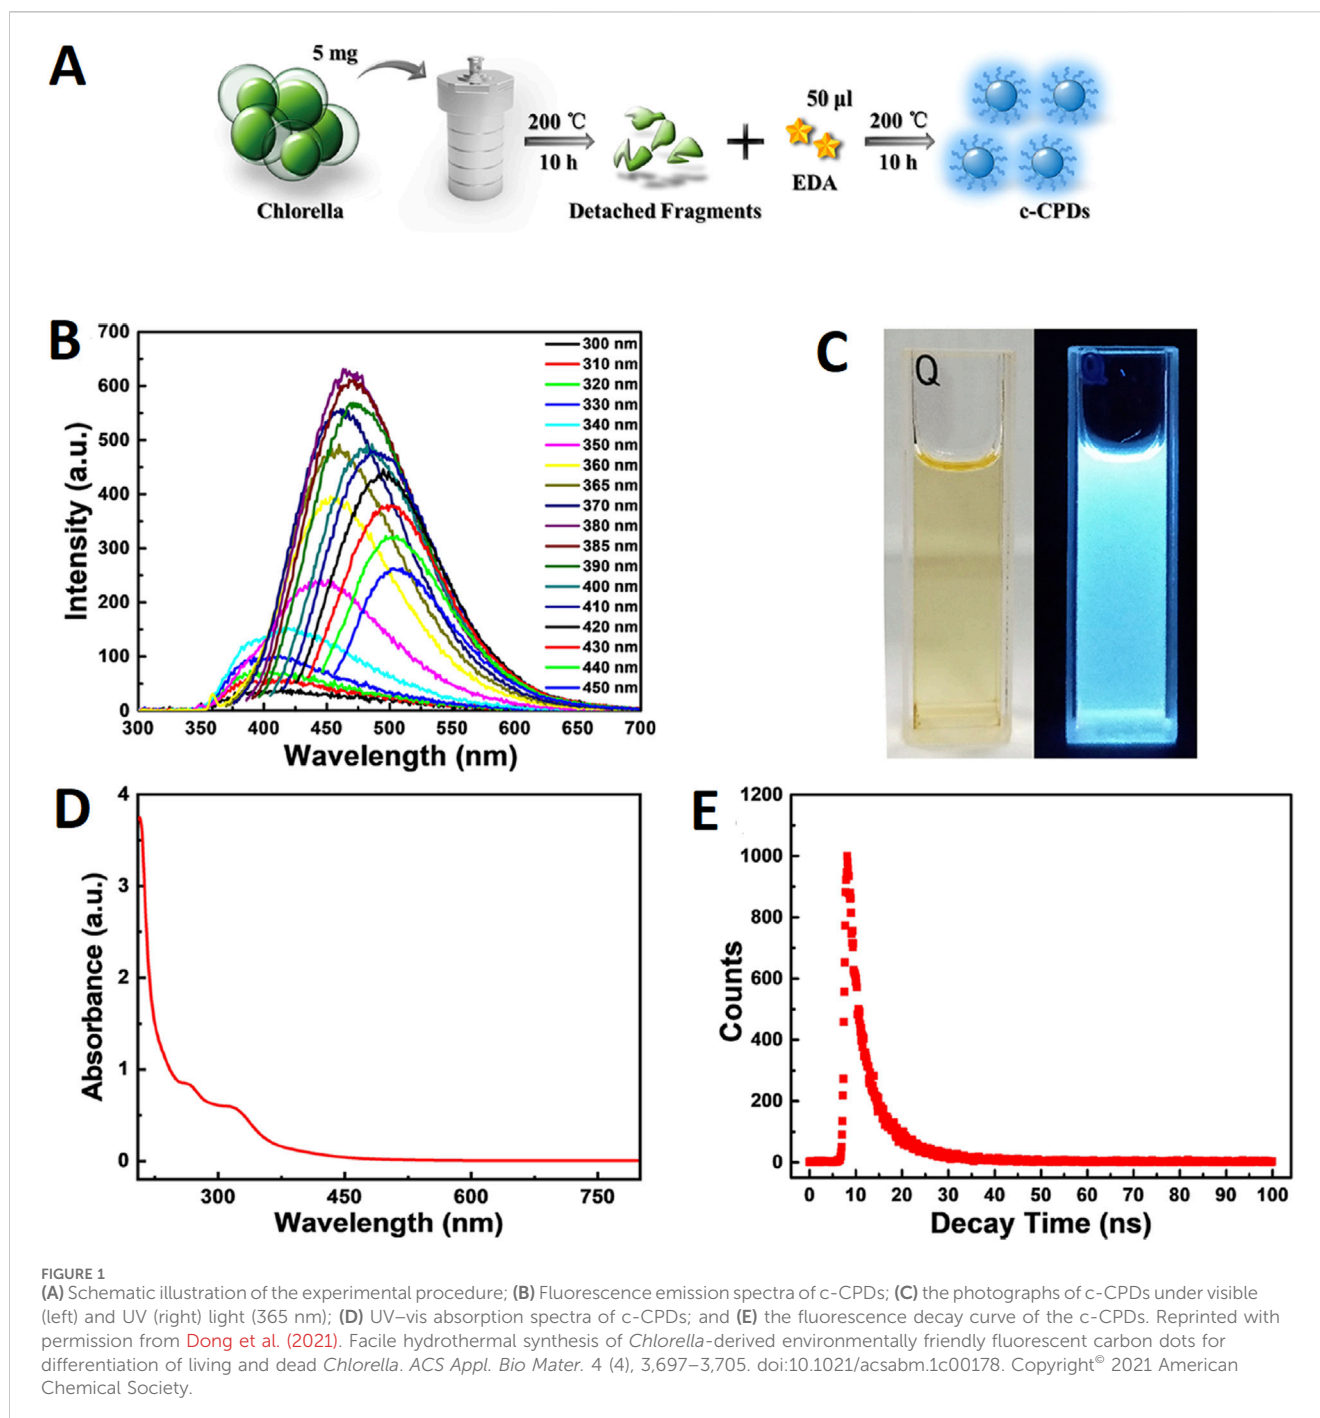 A
5 mg
200 ℃
10 h
50 μl
200 ℃
10 h
EDA
Chlorella
Detached Fragments
c-CPDs
B
700
600
500
400
300
200
100
0
Intensity (a.u.)
300 350 400 450 500 550 600 650 700
Wavelength (nm)
300 nm
310 nm
320 nm
330 nm
340 nm
350 nm
360 nm
365 nm
370 nm
380 nm
385 nm
390 nm
400 nm
410 nm
420 nm
430 nm
440 nm
450 nm
C
Q
Q
D
4
3
2
1
0
Absorbance (a.u.)
300 450 600 750
Wavelength (nm)
E
1200
1000
800
600
400
200
0
Counts
0 10 20 30 40 50 60 70 80 90 100
Decay Time (ns)
FIGURE 1
(A) Schematic illustration of the experimental procedure; (B) Fluorescence emission spectra of c-CPDs; (C) the photographs of c-CPDs under visible
(left) and UV (right) light (365 nm); (D) UV–vis absorption spectra of c-CPDs; and (E) the fluorescence decay curve of the c-CPDs. Reprinted with
permission from Dong et al. (2021). Facile hydrothermal synthesis of Chlorella-derived environmentally friendly fluorescent carbon dots for
differentiation of living and dead Chlorella. ACS Appl. Bio Mater. 4 (4), 3,697–3,705. doi:10.1021/acsabm.1c00178. Copyright© 2021 American
Chemical Society.